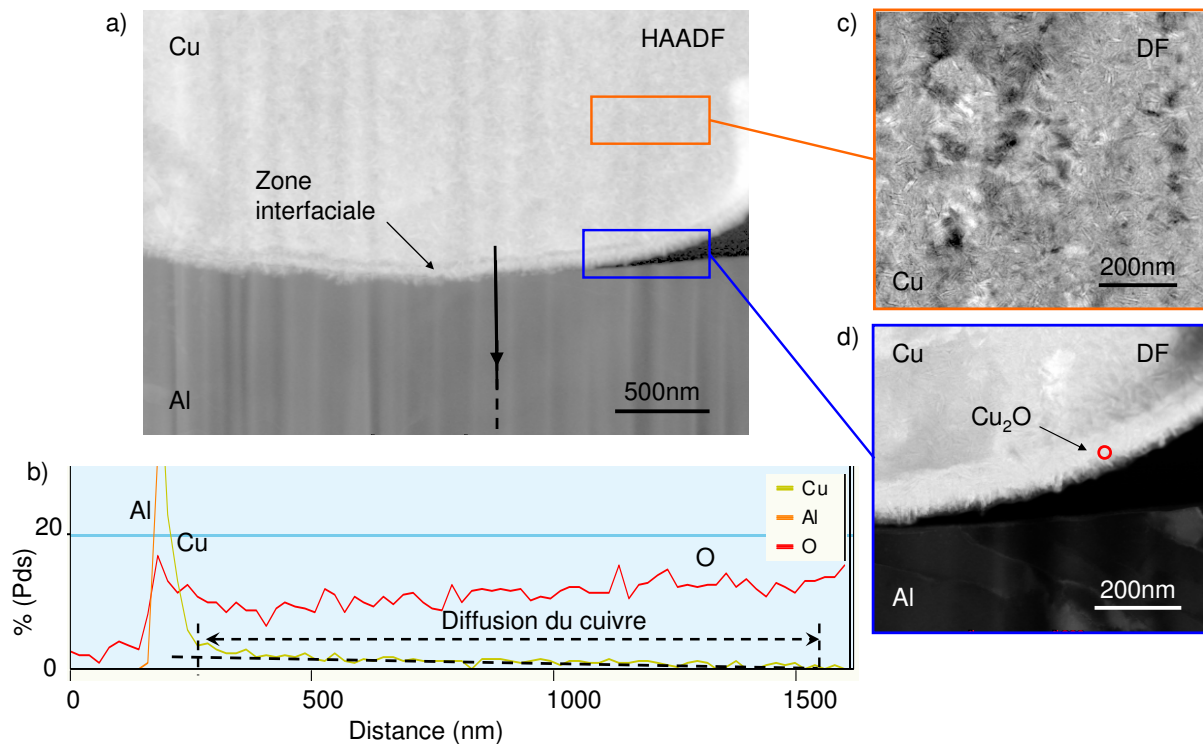 a)
Cu
HAADF
Zone
interfaciale
Al
500nm
c)
DF
Cu
200nm
d)
Cu
DF
Cu₂O
Al
200nm
b)
Al
Cu
O
Cu
Al
O
20
0
% (Pds)
Diffusion du cuivre
0
500
1000
1500
Distance (nm)